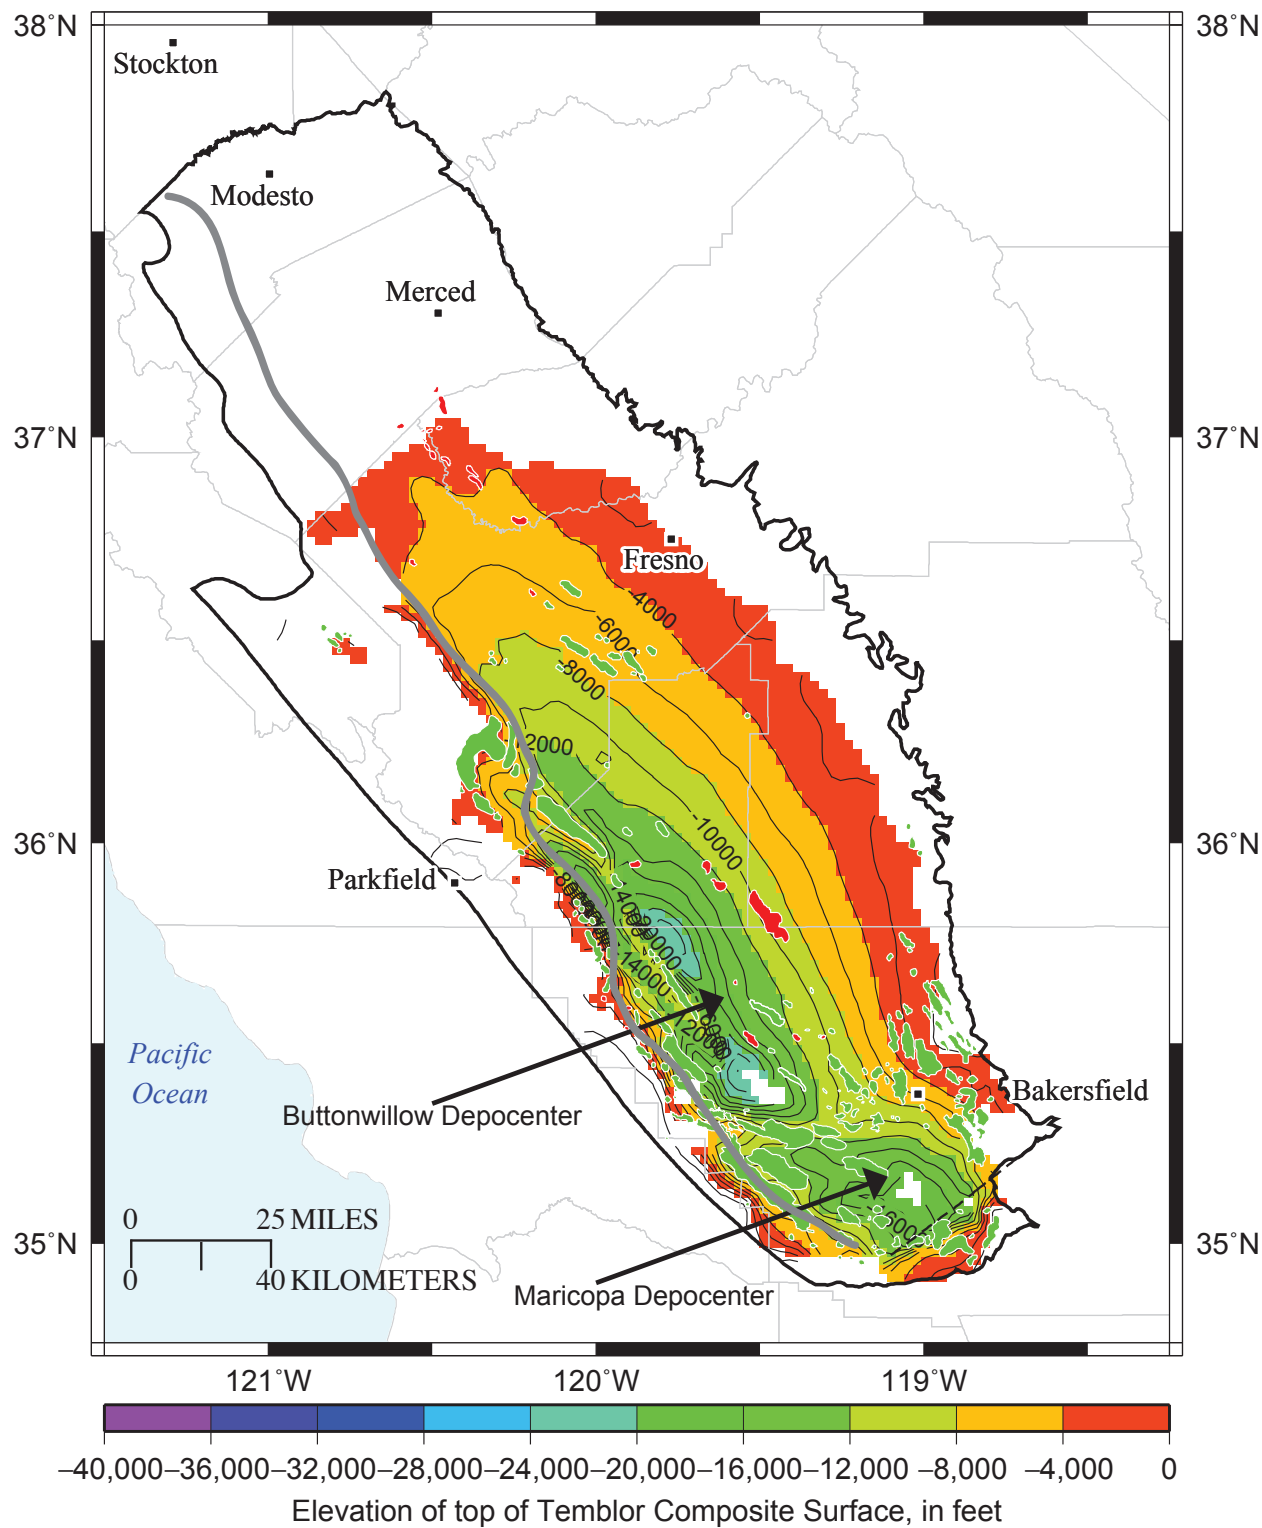 38˚N
38˚N
Stockton
Modesto
Merced
37˚N
37˚N
Fresno
-4000
-6000
-8000
-10000
-20000
-14000
-12000
36˚N
36˚N
Parkfield
Pacific
Ocean
Buttonwillow Depocenter
Bakersfield
0
25 MILES
0
40 KILOMETERS
35˚N
35˚N
Maricopa Depocenter
121˚W
120˚W
119˚W
–40,000
–36,000
–32,000
–28,000
–24,000
–20,000
–16,000
–12,000
–8,000
–4,000
0
Elevation of top of Temblor Composite Surface, in feet